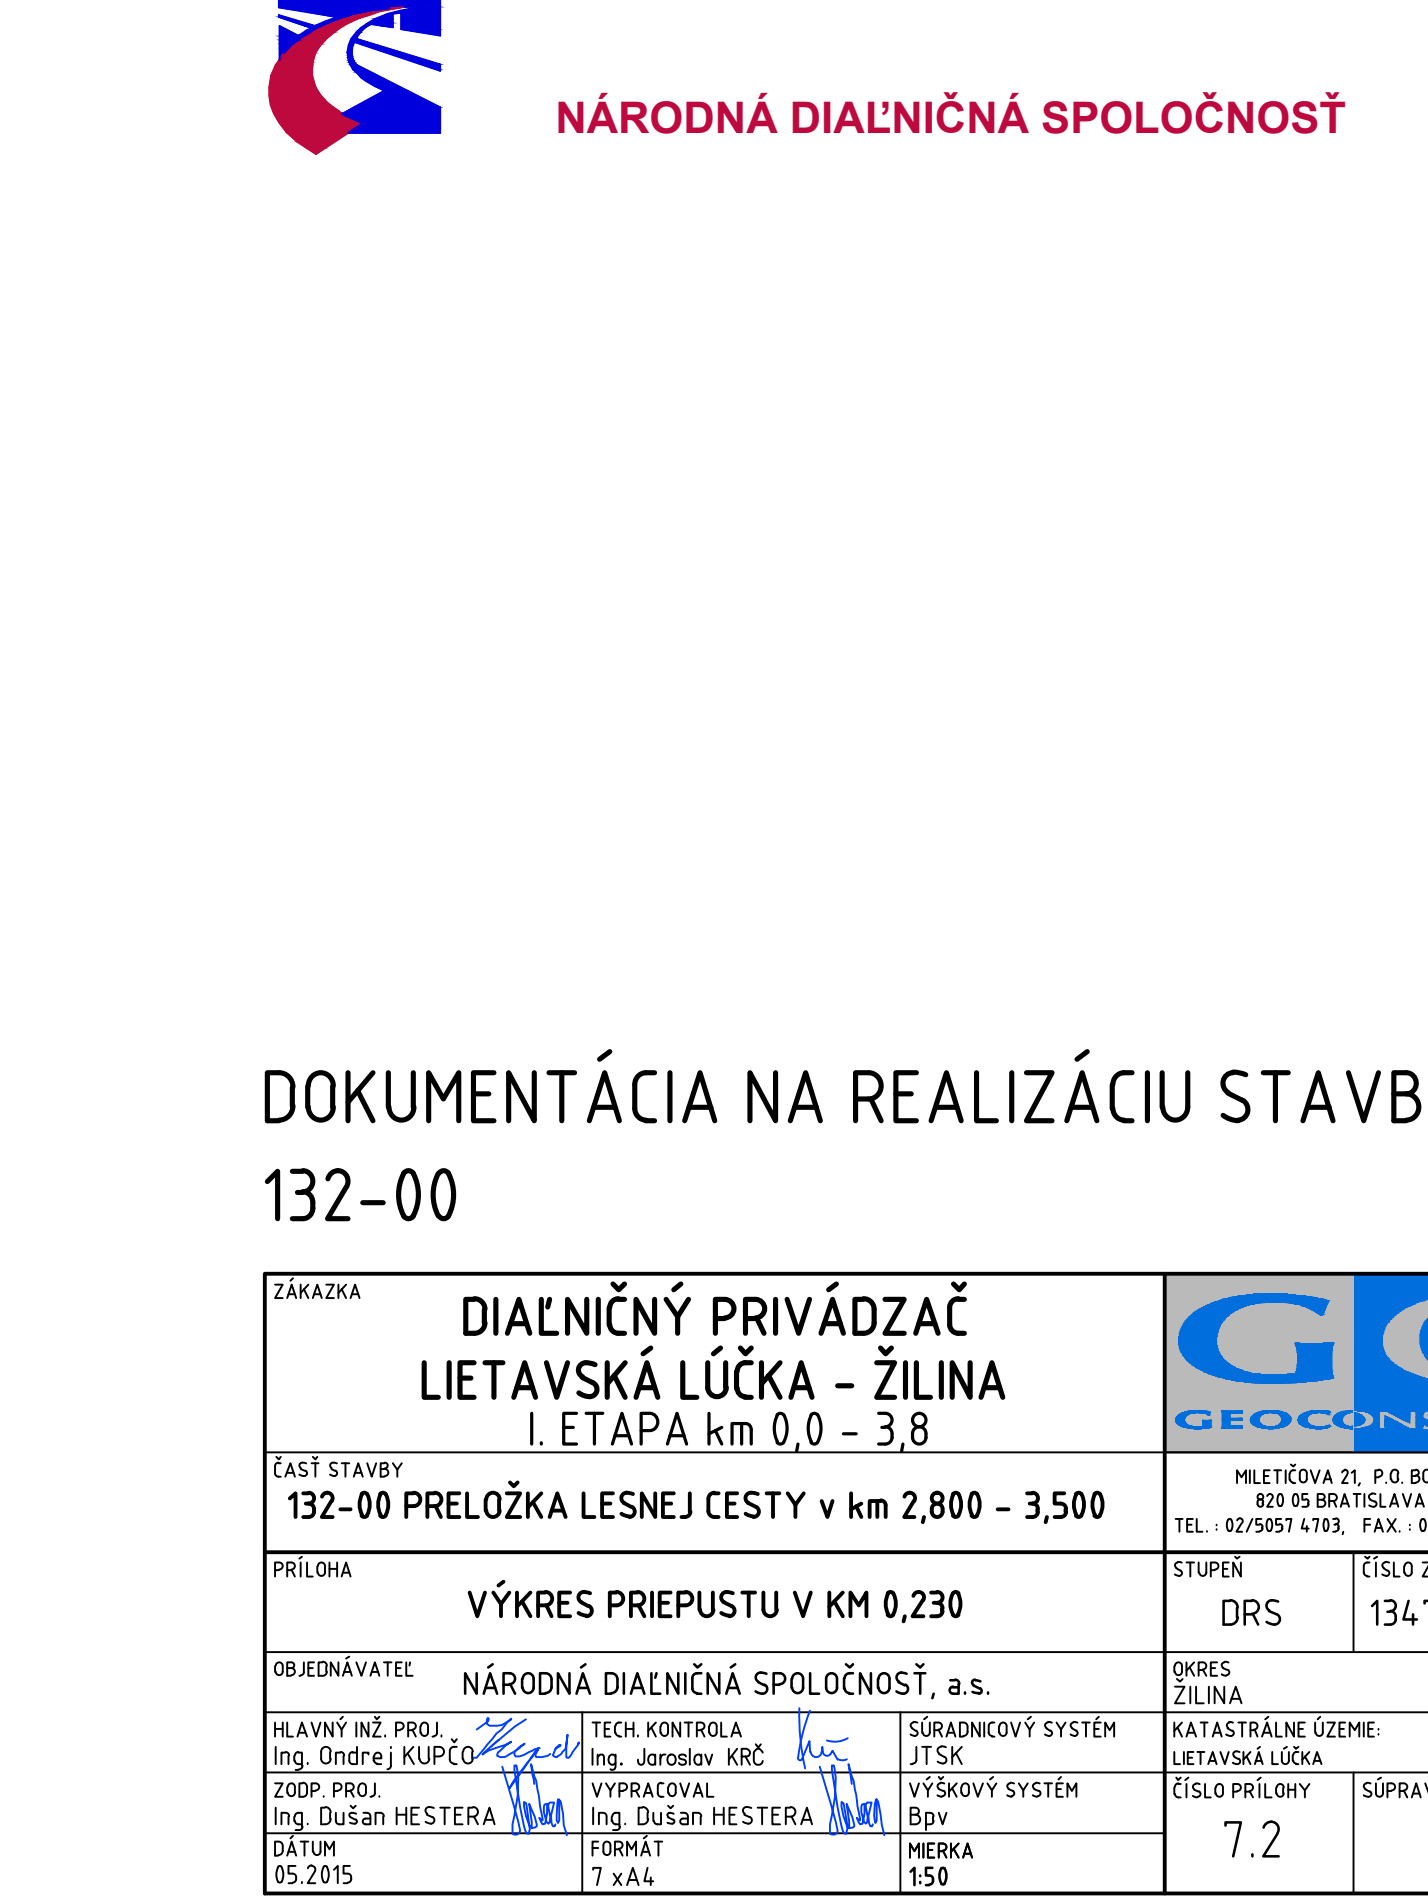 NÁRODNÁ DIAĽNIČNÁ SPOLOČNOSŤ
DOKUMENTÁCIA NA REALIZÁCIU STAVB
132-00
ZÁKAZKA
DIAĽNIČNÝ PRIVÁDZAČ
LIETAVSKÁ LÚČKA - ŽILINA
I. ETAPA km 0,0 - 3,8
GEOCONS
ČASŤ STAVBY
132-00 PRELOŽKA LESNEJ CESTY v km 2,800 - 3,500
MILETIČOVA 21, P.O. BO
820 05 BRATISLAVA
TEL. : 02/5057 4703, FAX. : 0
PRÍLOHA
VÝKRES PRIEPUSTU V KM 0,230
STUPEŇ
DRS
ČÍSLO Z
134
OBJEDNÁVATEĽ
NÁRODNÁ DIAĽNIČNÁ SPOLOČNOSŤ, a.s.
OKRES
ŽILINA
HLAVNÝ INŽ. PROJ.
Ing. Ondrej KUPČO
TECH. KONTROLA
Ing. Jaroslav KRČ
SÚRADNICOVÝ SYSTÉM
JTSK
KATASTRÁLNE ÚZEMIE:
LIETAVSKÁ LÚČKA
ZODP. PROJ.
Ing. Dušan HESTERA
VYPRACOVAL
Ing. Dušan HESTERA
VÝŠKOVÝ SYSTÉM
Bpv
ČÍSLO PRÍLOHY
7.2
SÚPRAV
DÁTUM
05.2015
FORMÁT
7 xA4
MIERKA
1:50